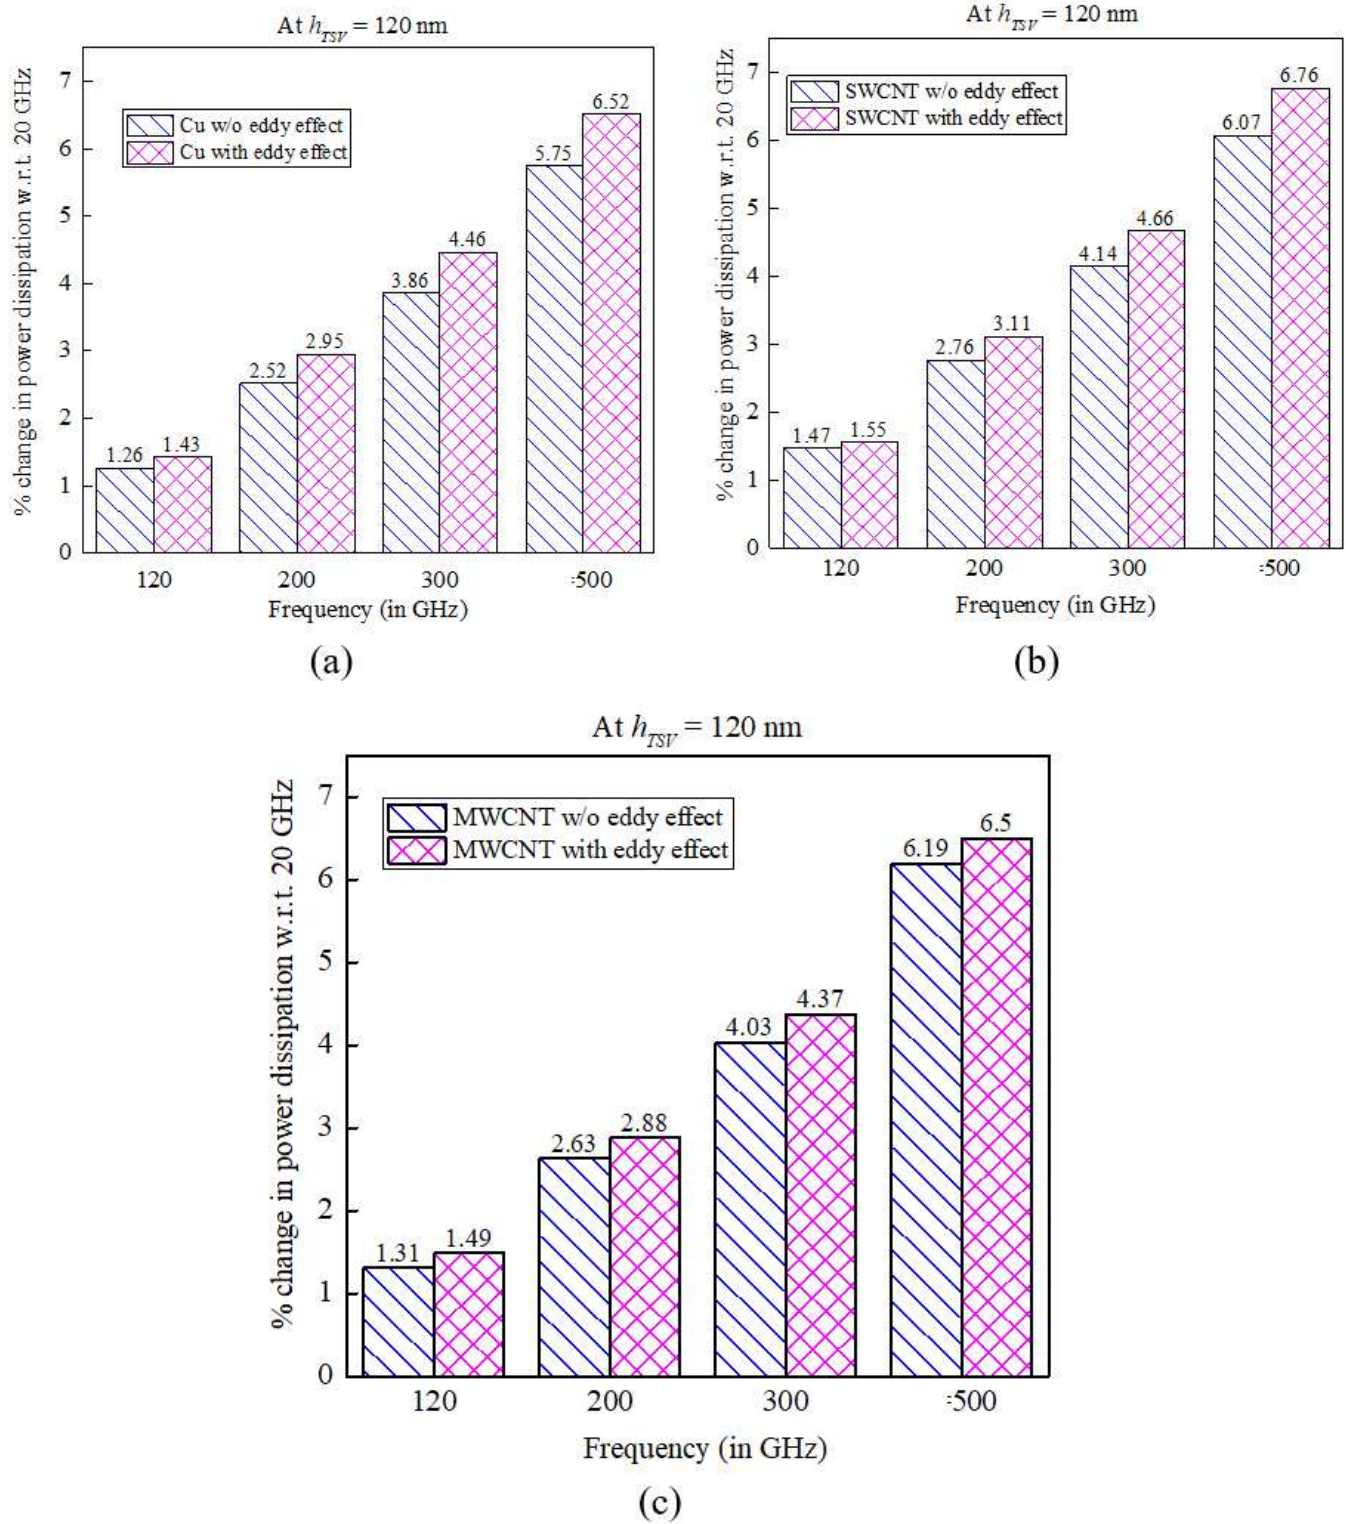 At hTSV = 120 nm
% change in power dissipation w.r.t. 20 GHz
7
6
5
4
3
2
1
0
Cu w/o eddy effect
Cu with eddy effect
1.26
1.43
2.52
2.95
3.86
4.46
5.75
6.52
120 200 300 =500
Frequency (in GHz)
(a)
At hTSV = 120 nm
% change in power dissipation w.r.t. 20 GHz
7
6
5
4
3
2
1
0
SWCNT w/o eddy effect
SWCNT with eddy effect
1.47
1.55
2.76
3.11
4.14
4.66
6.07
6.76
120 200 300 =500
Frequency (in GHz)
(b)
At hTSV = 120 nm
% change in power dissipation w.r.t. 20 GHz
7
6
5
4
3
2
1
0
MWCNT w/o eddy effect
MWCNT with eddy effect
1.31
1.49
2.63
2.88
4.03
4.37
6.19
6.5
120 200 300 =500
Frequency (in GHz)
(c)